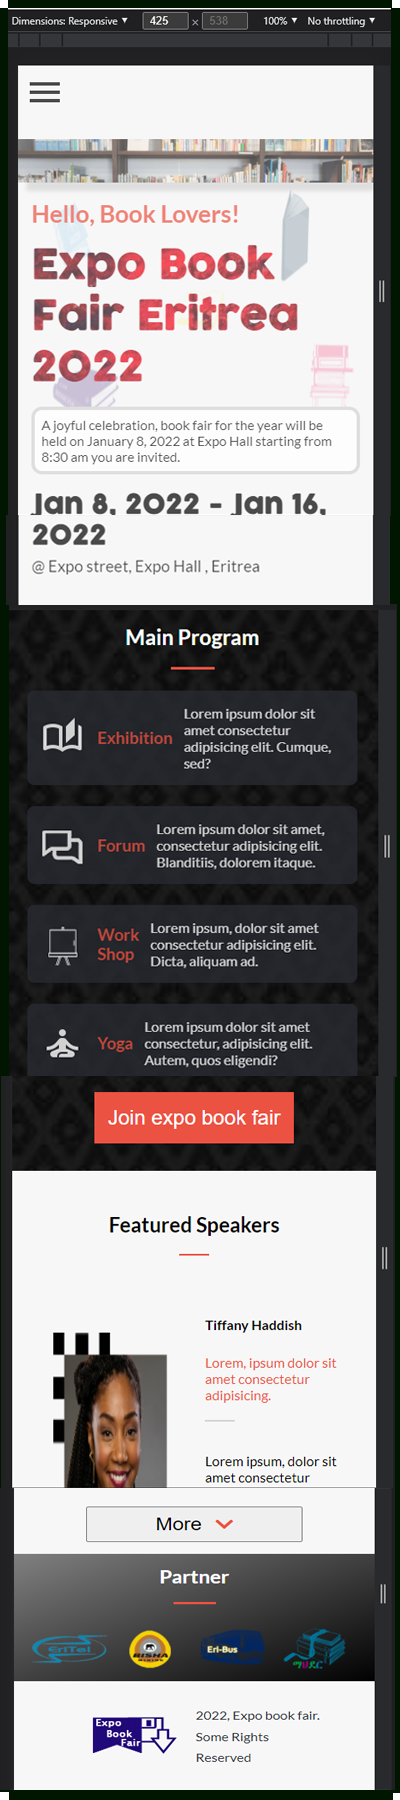 Dimensions: Responsive ▼ 425 × 538 100% ▼ No throttling ▼
Hello, Book Lovers!
Expo Book
Fair Eritrea
2022
A joyful celebration, book fair for the year will be
held on January 8, 2022 at Expo Hall starting from
8:30 am you are invited.
Jan 8, 2022 - Jan 16,
2022
@ Expo street, Expo Hall , Eritrea
Main Program
Exhibition
Lorem ipsum dolor sit
amet consectetur
adipisicing elit. Cumque,
sed?
Forum
Lorem ipsum dolor sit amet,
consectetur adipisicing elit.
Blanditiis, dolorem itaque.
Work
Shop
Lorem ipsum, dolor sit amet
consectetur adipisicing elit.
Dicta, aliquam ad.
Yoga
Lorem ipsum dolor sit amet
consectetur, adipisicing elit.
Autem, quos eligendi?
Join expo book fair
Featured Speakers
Tiffany Haddish
Lorem, ipsum dolor sit
amet consectetur
adipisicing.
Lorem ipsum, dolor sit
amet consectetur
More
Partner
EriTel
BISHA
Eri-Bus
Expo
Book
Fair
2022, Expo book fair.
Some Rights
Reserved